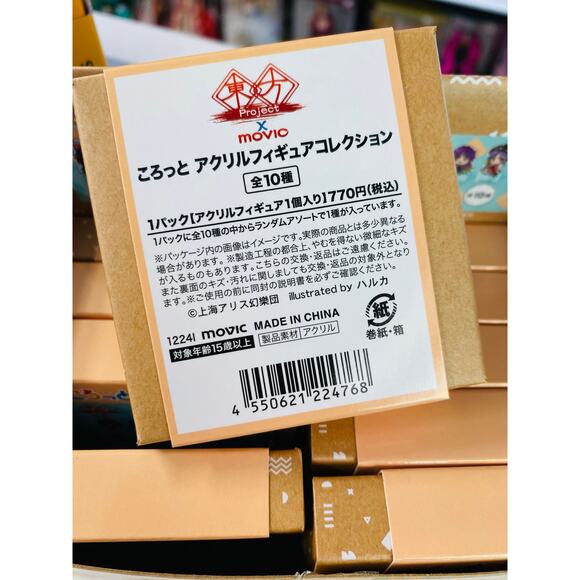 東方
Project
×
movic
ころっと アクリルフィギュアコレクション
全10種
1パック【アクリルフィギュア1個入り】770円(税込)
1パックに全10種の中からランダムアソートで1種が入っています。
※パッケージ内の画像はイメージです。実際の商品とは多少異なる
場合があります。※製造工程の都合上、やむを得ない微細なキズ
が入るものもあります。こちらの交換・返品はご遠慮ください。
また裏面のキズ・汚れに関しましても交換・返品の対象外となり
ます。※ご使用の前に同封の説明書を必ずご確認ください。
©上海アリス幻樂団 illustrated by ハルカ
1224I movic MADE IN CHINA
対象年齢15歳以上 製品素材 アクリル
紙
巻紙・箱
4 550621 224768